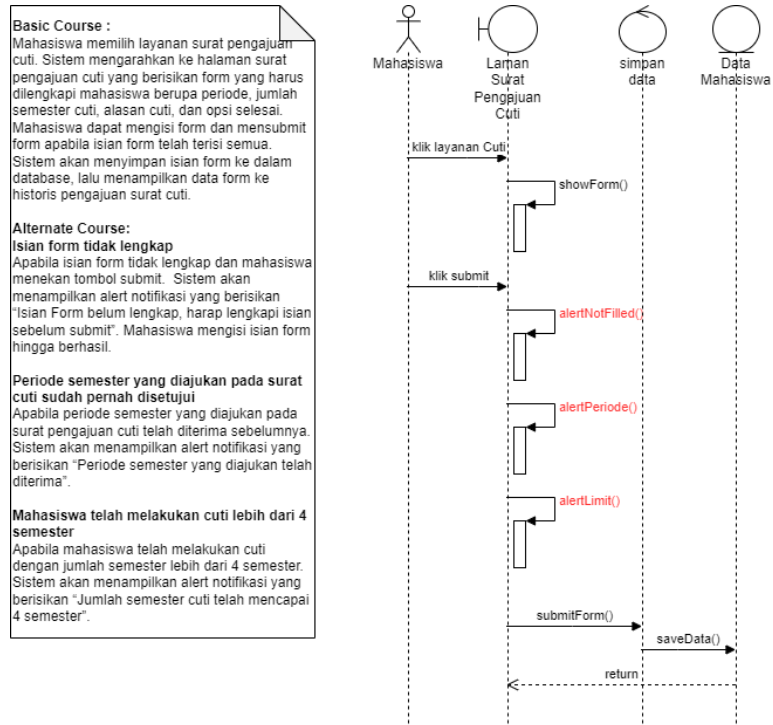 Basic Course :
Mahasiswa memilih layanan surat pengajuan
cuti. Sistem mengarahkan ke halaman surat
pengajuan cuti yang berisikan form yang harus
dilengkapi mahasiswa berupa periode, jumlah
semester cuti, alasan cuti, dan opsi selesai.
Mahasiswa dapat mengisi form dan mensubmit
form apabila isian form telah terisi semua.
Sistem akan menyimpan isian form ke dalam
database, lalu menampilkan data form ke
historis pengajuan surat cuti.
Alternate Course:
Isian form tidak lengkap
Apabila isian form tidak lengkap dan mahasiswa
menekan tombol submit.  Sistem akan
menampilkan alert notifikasi yang berisikan
“Isian Form belum lengkap, harap lengkapi isian
sebelum submit”. Mahasiswa mengisi isian form
hingga berhasil.
Periode semester yang diajukan pada surat
cuti sudah pernah disetujui
Apabila periode semester yang diajukan pada
surat pengajuan cuti telah diterima sebelumnya.
Sistem akan menampilkan alert notifikasi yang
berisikan “Periode semester yang diajukan telah
diterima”.
Mahasiswa telah melakukan cuti lebih dari 4
semester
Apabila mahasiswa telah melakukan cuti
dengan jumlah semester lebih dari 4 semester.
Sistem akan menampilkan alert notifikasi yang
berisikan “Jumlah semester cuti telah mencapai
4 semester”.
Mahasiswa
Laman
Surat
Pengajuan
Cuti
simpan
data
Data
Mahasiswa
klik layanan Cuti
showForm()
klik submit
alertNotFilled()
alertPeriode()
alertLimit()
submitForm()
saveData()
return